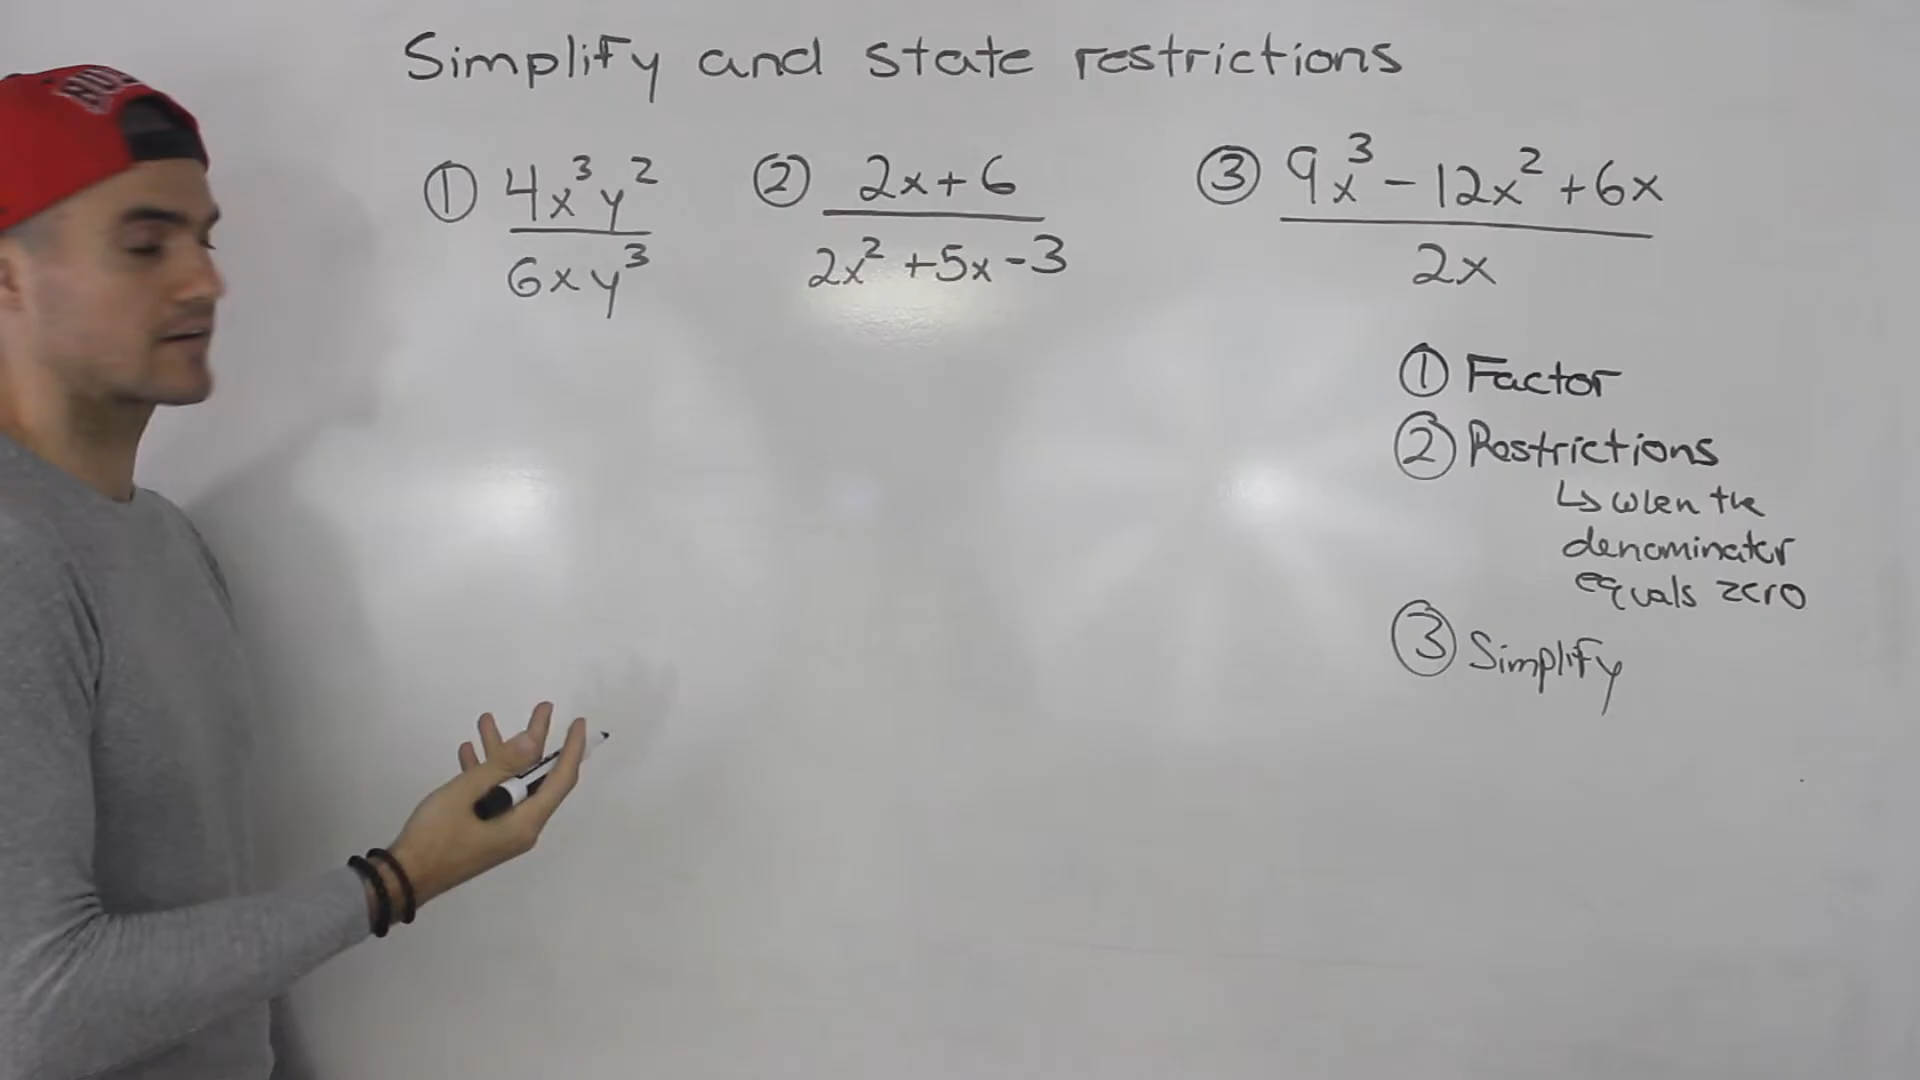 Simplify and state restrictions
① 4x³y² / 6xy³
② 2x+6 / 2x²+5x-3
③ 9x³-12x²+6x / 2x
① Factor
② Restrictions
↳ when the
denominator
equals zero
③ Simplify